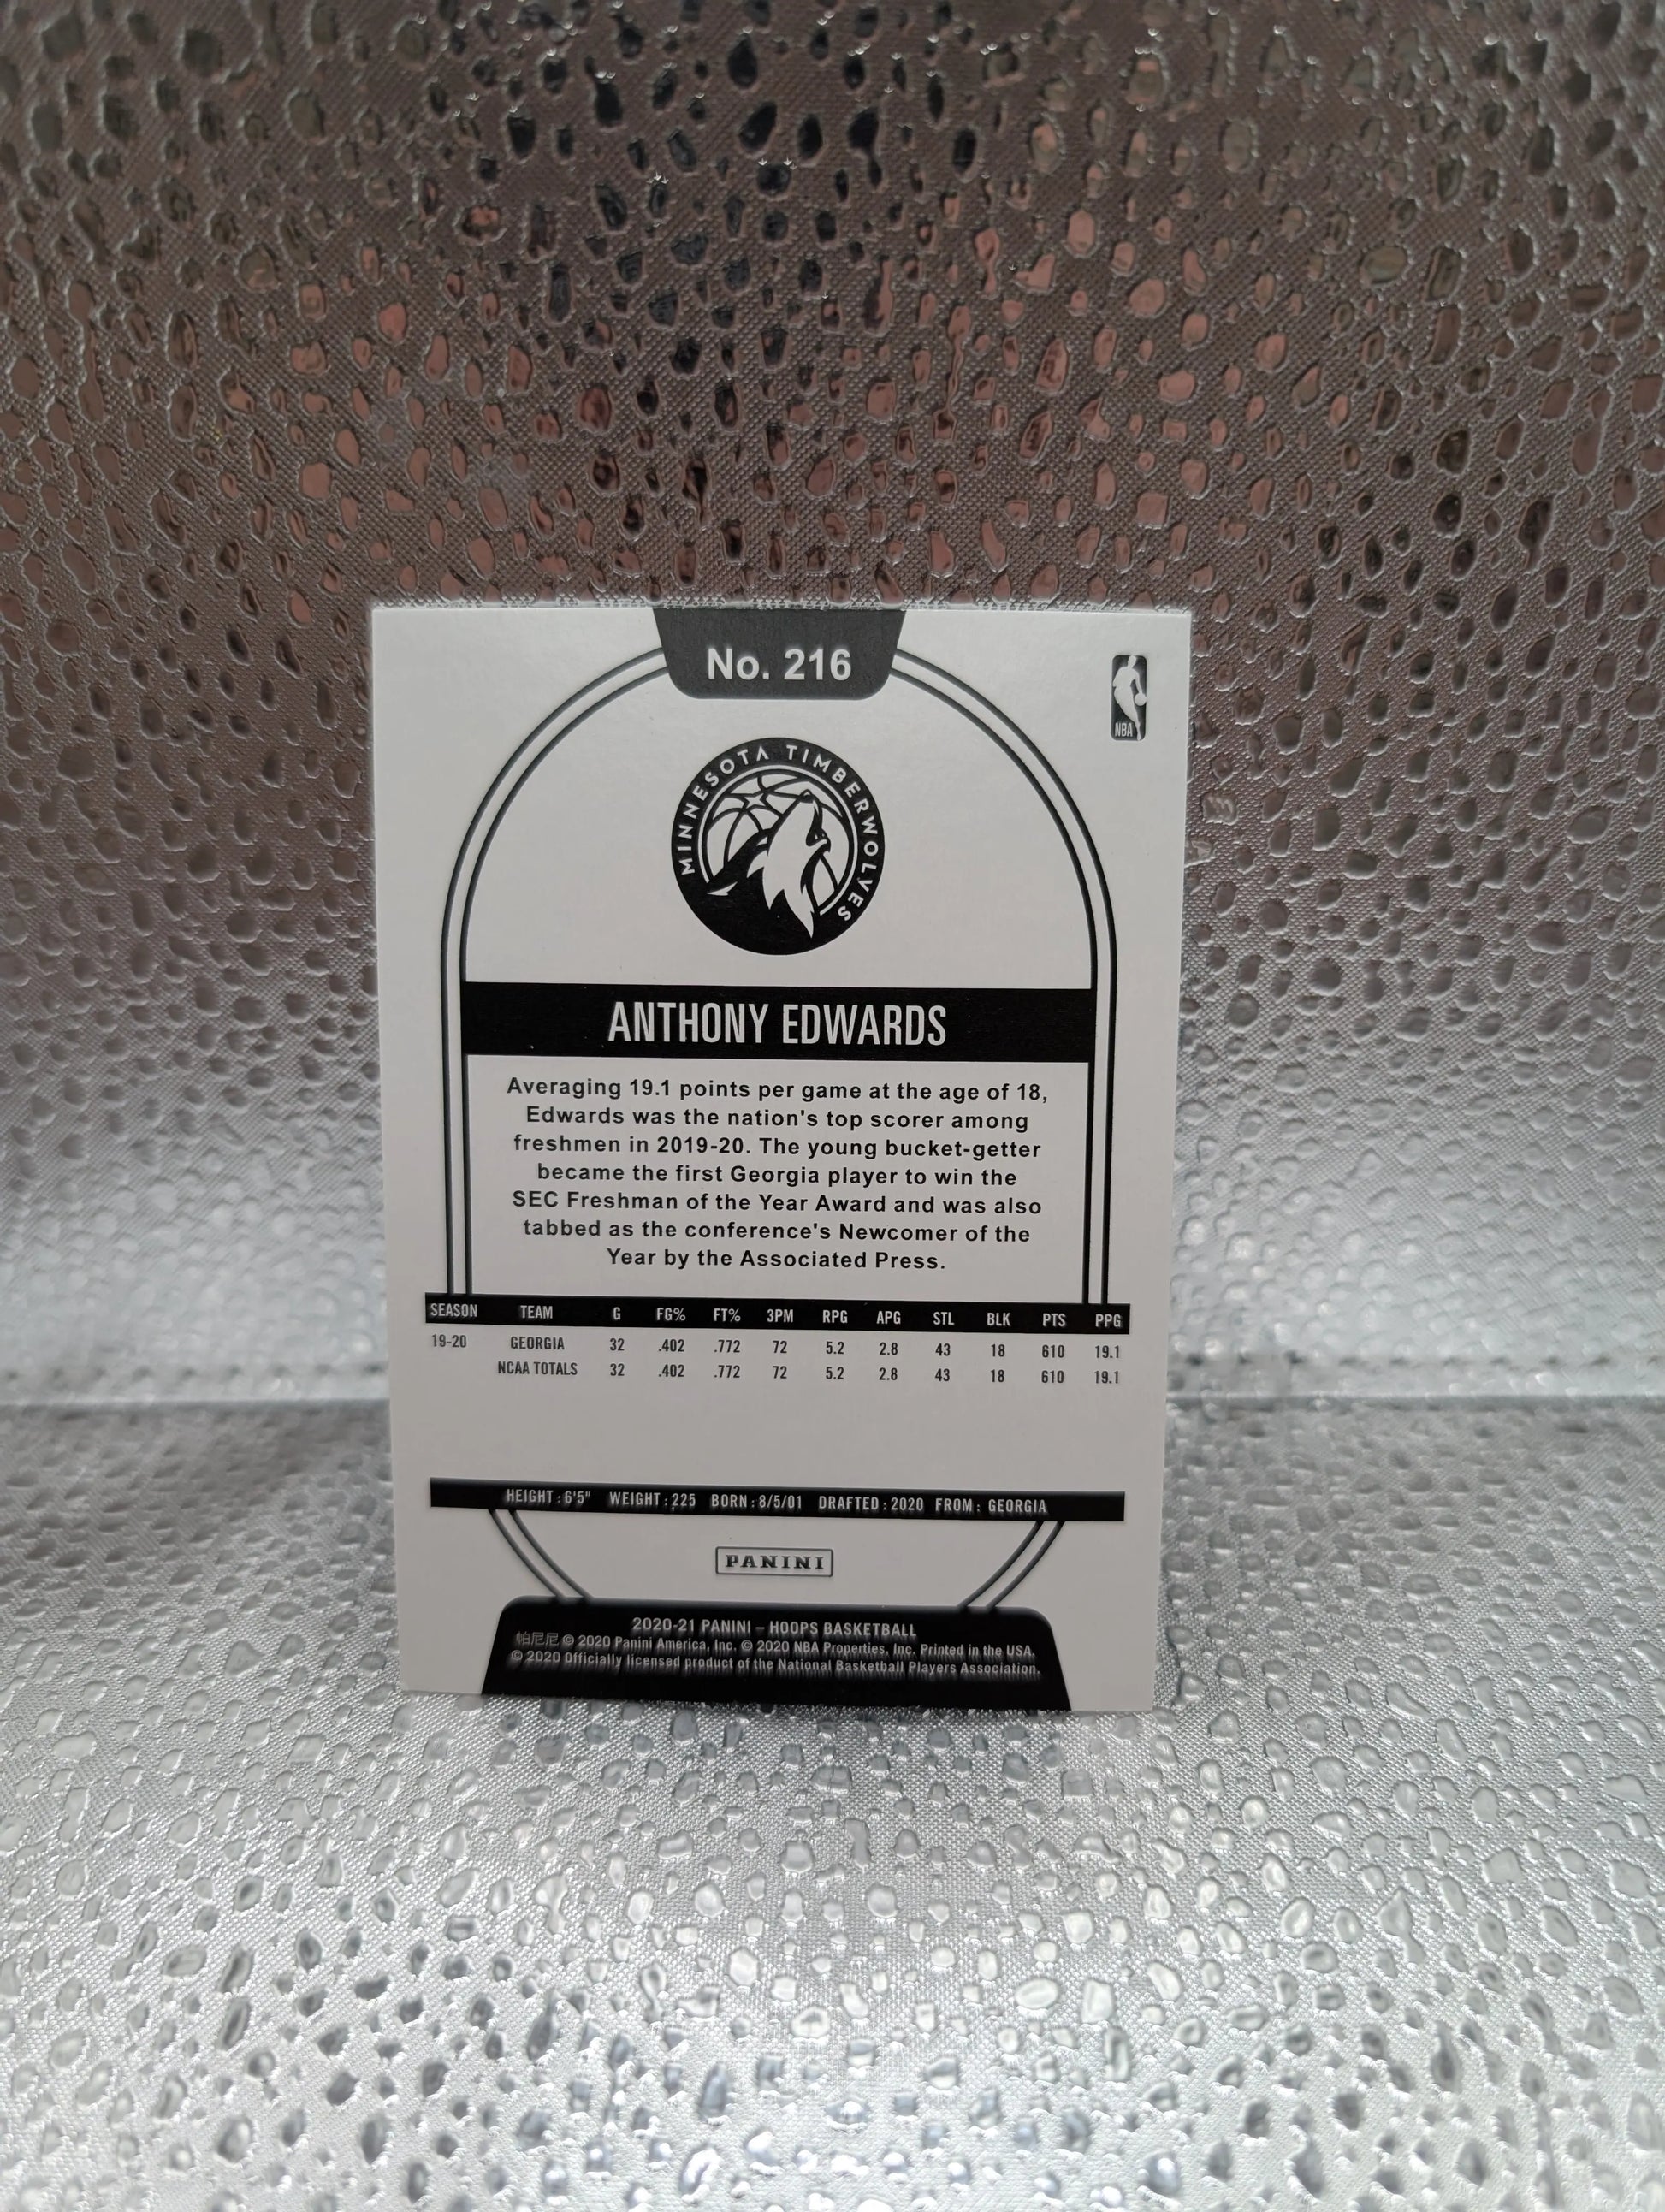 No. 216
NBA
MINNESOTA TIMBERWOLVES
ANTHONY EDWARDS
Averaging 19.1 points per game at the age of 18,
Edwards was the nation's top scorer among
freshmen in 2019-20. The young bucket-getter
became the first Georgia player to win the
SEC Freshman of the Year Award and was also
tabbed as the conference's Newcomer of the
Year by the Associated Press.
SEASON TEAM G FG% FT% 3PM RPG APG STL BLK PTS PPG
19-20 GEORGIA 32 .402 .772 72 5.2 2.8 43 18 610 19.1
NCAA TOTALS 32 .402 .772 72 5.2 2.8 43 18 610 19.1
HEIGHT: 6'5" WEIGHT: 225 BORN: 8/5/01 DRAFTED: 2020 FROM: GEORGIA
PANINI
2020-21 PANINI – HOOPS BASKETBALL
帕尼尼 © 2020 Panini America, Inc. © 2020 NBA Properties, Inc. Printed in the USA.
© 2020 Officially licensed product of the National Basketball Players Association.